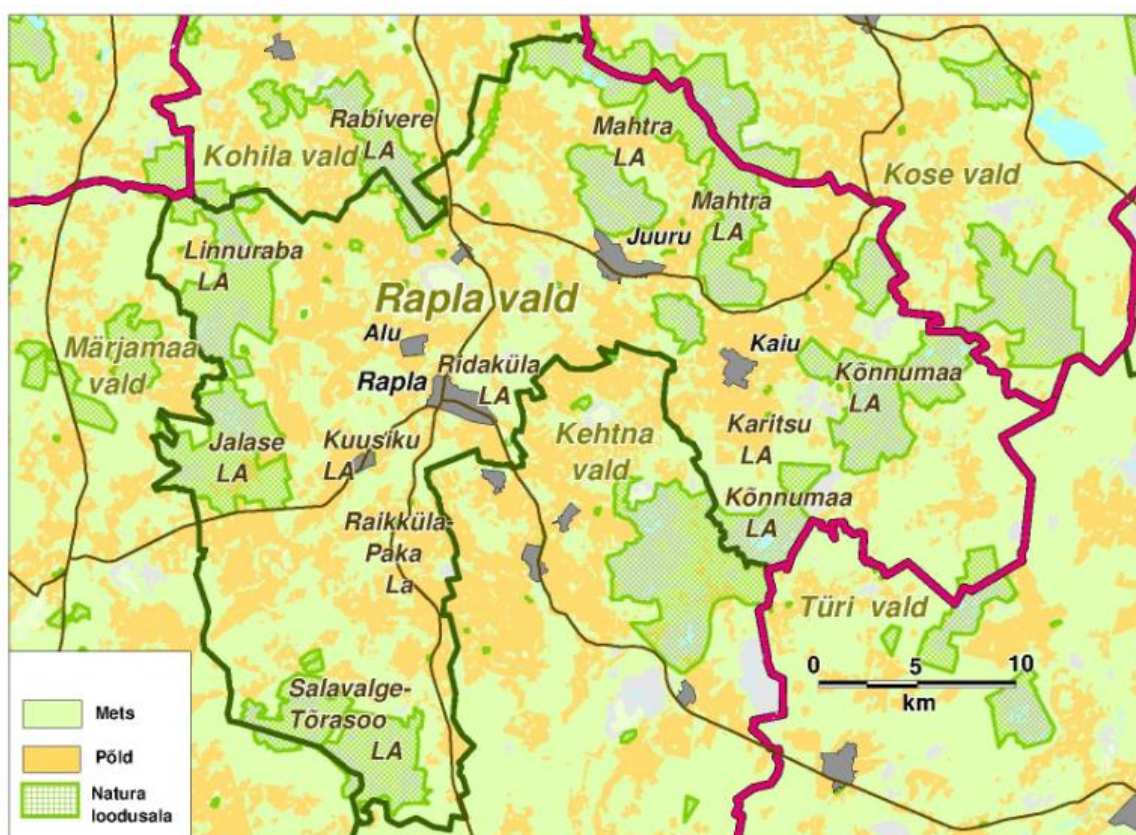 Rabivere
LA
Kohila vald
Mahtra
LA
Kose vald
Mahtra
LA
Juuru
Linnuraba
LA
Rapla vald
Märjamaa
vald
Alu
Rapla
Ridaküla
LA
Kaiu
Kõnnumaa
LA
Jalase
LA
Kuusiku
LA
Kehtna
vald
Karitsu
LA
Kõnnumaa
LA
Raikküla-
Paka
La
Türi vald
0 5 10
km
Salavalge-
Tõrasoo
LA
Mets
Põld
Natura
loodusala